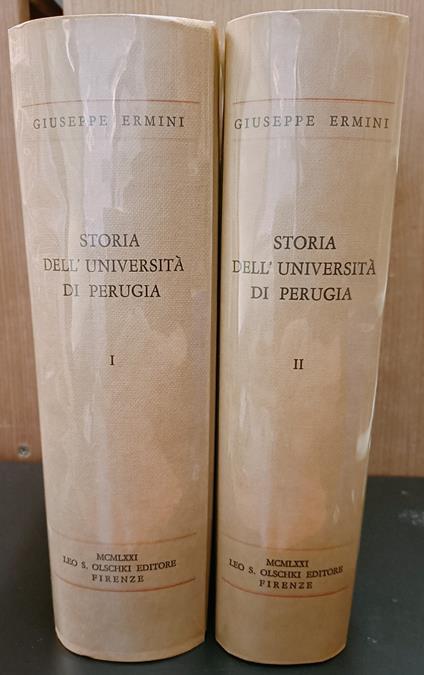 GIUSEPPE ERMINI
STORIA
DELL' UNIVERSITÀ
DI PERUGIA
I
MCMLXXI
LEO S. OLSCHKI EDITORE
FIRENZE
GIUSEPPE ERMINI
STORIA
DELL' UNIVERSITÀ
DI PERUGIA
II
MCMLXXI
LEO S. OLSCHKI EDITORE
FIRENZE